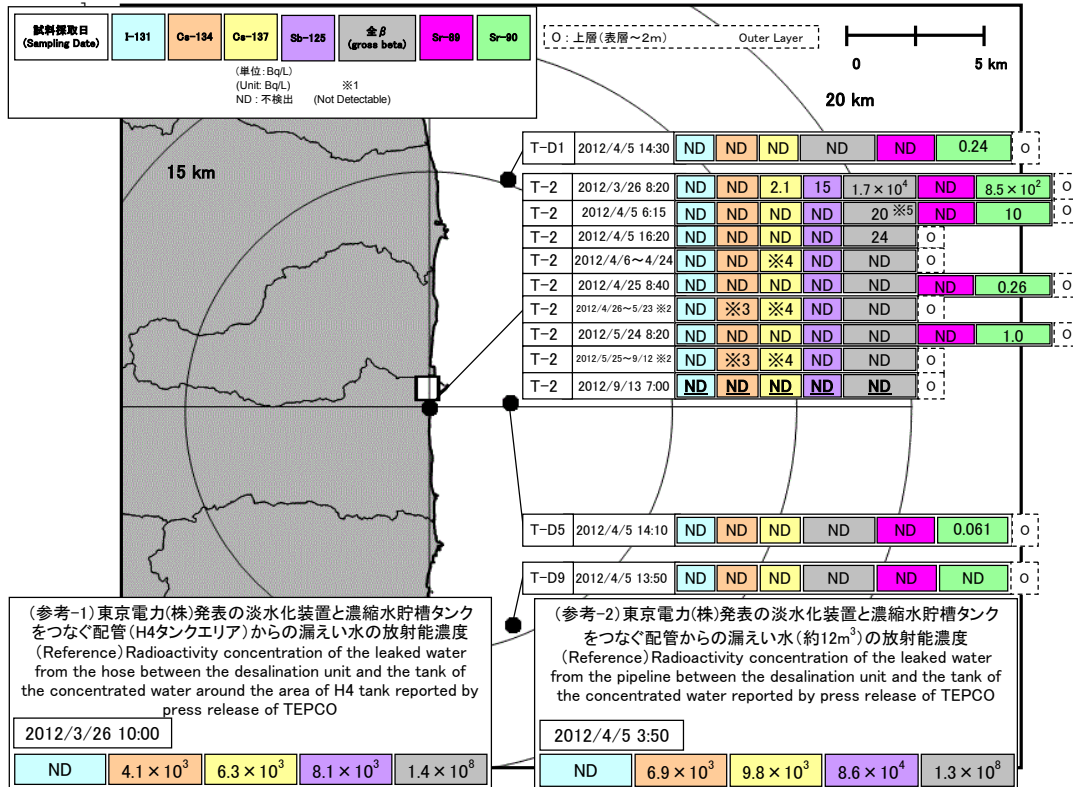 試料採取日 (Sampling Date) I-131 Cs-134 Cs-137 Sb-125 全β (gross beta) Sr-89 Sr-90
(単位:Bq/L)
(Unit: Bq/L) ※1
ND : 不検出 (Not Detectable)
O : 上層(表層~2m) Outer Layer
0 5 km
20 km
15 km
T-D1 2012/4/5 14:30 ND ND ND ND ND 0.24 O
T-2 2012/3/26 8:20 ND ND 2.1 15 1.7×10⁴ ND 8.5×10² O
T-2 2012/4/5 6:15 ND ND ND ND 20 ※5 ND 10 O
T-2 2012/4/5 16:20 ND ND ND ND 24 O
T-2 2012/4/6~4/24 ND ND ※4 ND ND O
T-2 2012/4/25 8:40 ND ND ND ND ND ND 0.26 O
T-2 2012/4/26~5/23 ※2 ND ※3 ※4 ND ND O
T-2 2012/5/24 8:20 ND ND ND ND ND ND 1.0 O
T-2 2012/5/25~9/12 ※2 ND ※3 ※4 ND ND O
T-2 2012/9/13 7:00 ND ND ND ND ND O
T-D5 2012/4/5 14:10 ND ND ND ND ND 0.061 O
T-D9 2012/4/5 13:50 ND ND ND ND ND ND O
(参考-1)東京電力(株)発表の淡水化装置と濃縮水貯槽タンク
をつなぐ配管(H4タンクエリア)からの漏えい水の放射能濃度
(Reference)Radioactivity concentration of the leaked water
from the hose between the desalination unit and the tank of
the concentrated water around the area of H4 tank reported by
press release of TEPCO
2012/3/26 10:00
ND 4.1×10³ 6.3×10³ 8.1×10³ 1.4×10⁸
(参考-2)東京電力(株)発表の淡水化装置と濃縮水貯槽タンク
をつなぐ配管からの漏えい水(約12m³)の放射能濃度
(Reference)Radioactivity concentration of the leaked water
from the pipeline between the desalination unit and the tank of
the concentrated water reported by press release of TEPCO
2012/4/5 3:50
ND 6.9×10³ 9.8×10³ 8.6×10⁴ 1.3×10⁸